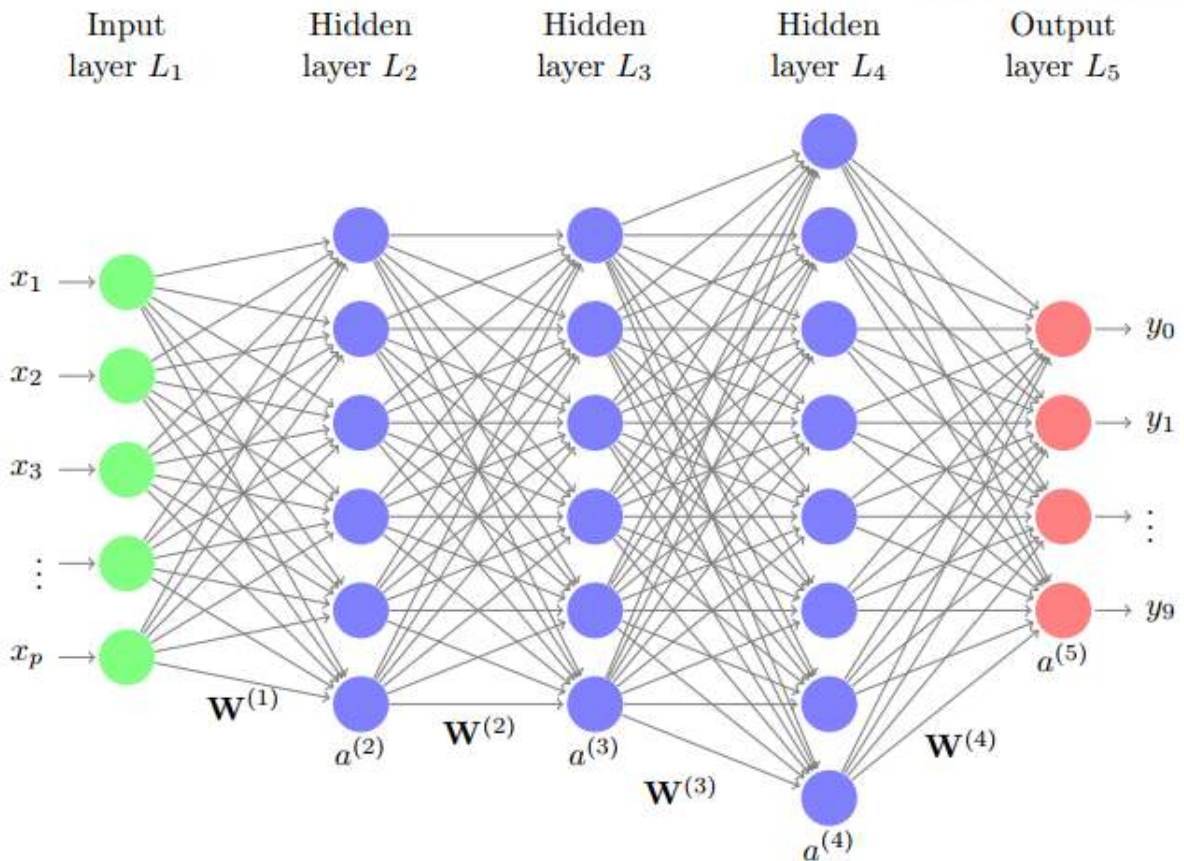 Input Hidden Hidden Hidden Output
layer L₁ layer L₂ layer L₃ layer L₄ layer L₅
x₁
x₂
x₃
⋮
xₚ
y₀
y₁
⋮
y₉
W⁽¹⁾
a⁽²⁾
W⁽²⁾
a⁽³⁾
W⁽³⁾
a⁽⁴⁾
W⁽⁴⁾
a⁽⁵⁾